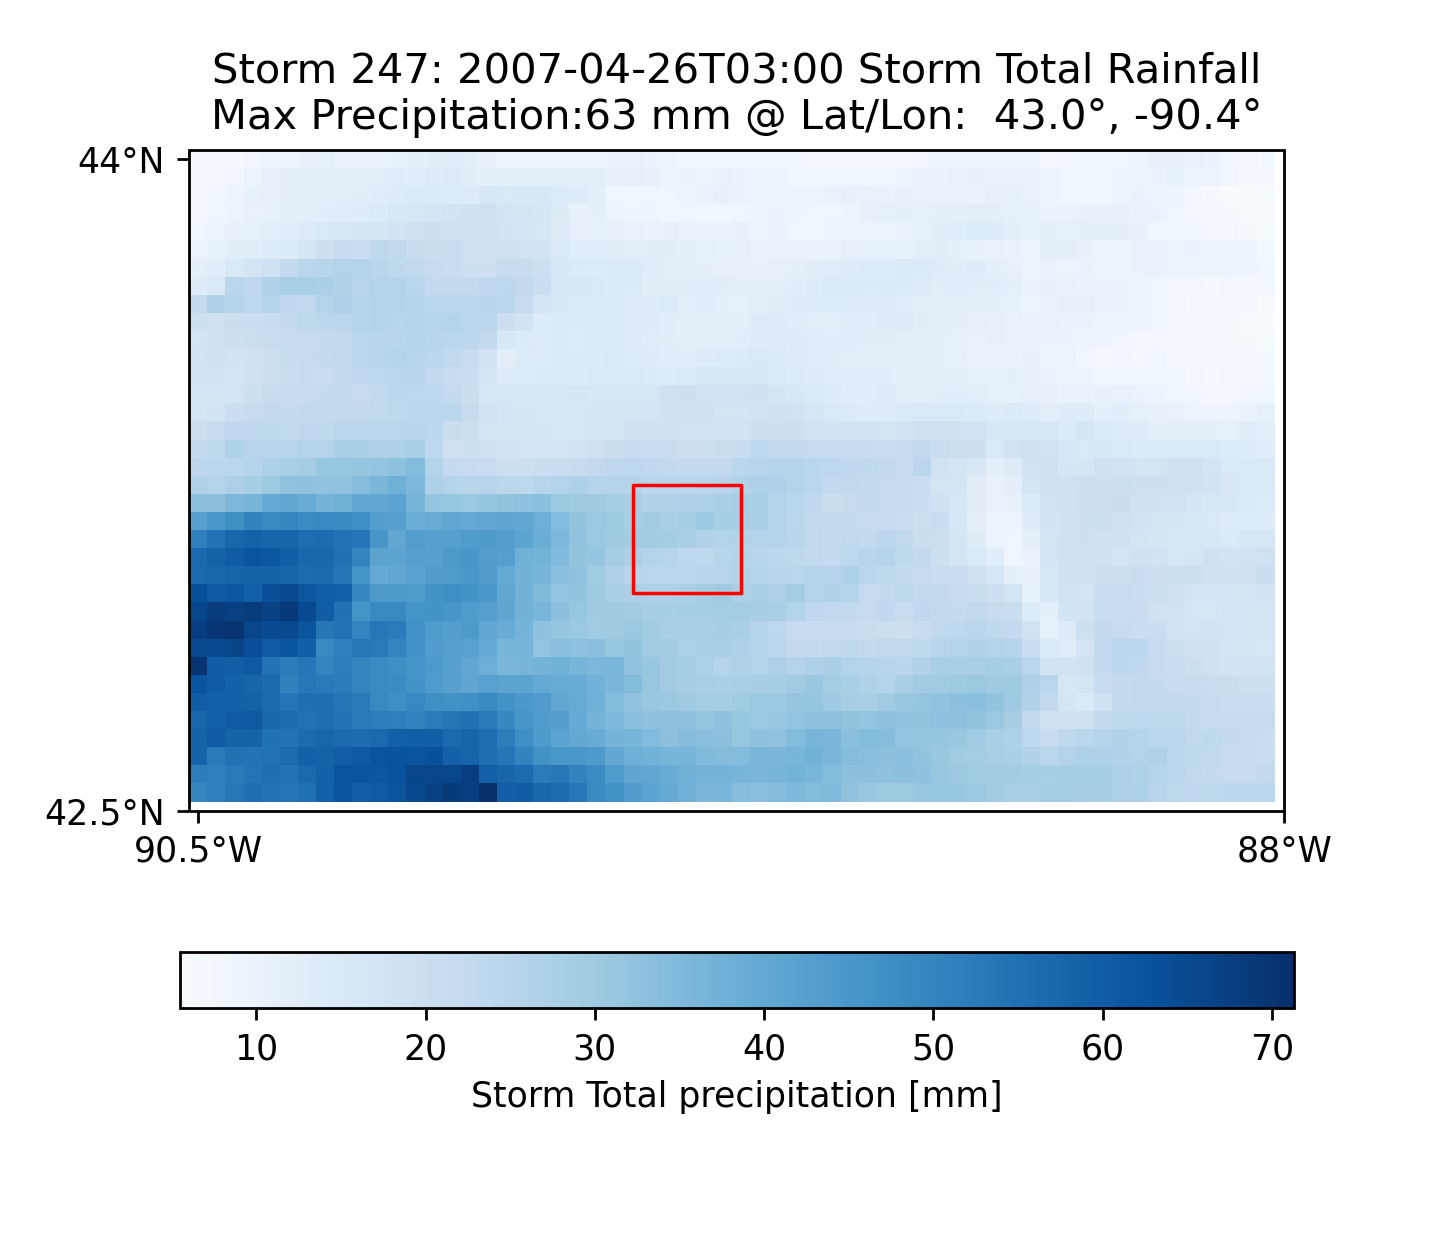 Storm 247: 2007-04-26T03:00 Storm Total Rainfall
Max Precipitation:63 mm @ Lat/Lon:  43.0°, -90.4°
44°N
42.5°N
90.5°W 88°W
10 20 30 40 50 60 70
Storm Total precipitation [mm]